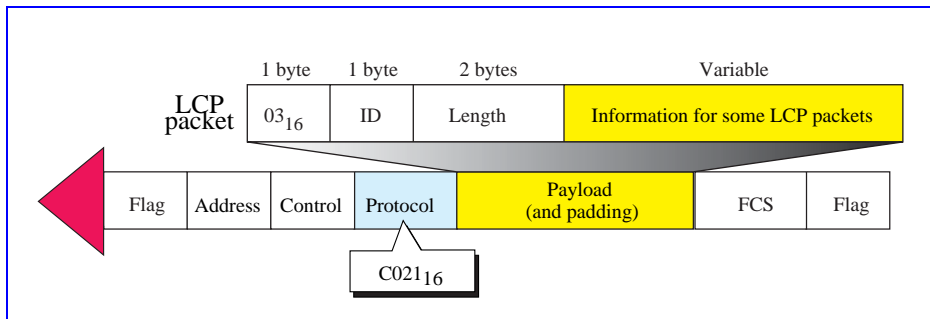 1 byte 1 byte 2 bytes Variable
LCP
packet
03₁₆ ID Length Information for some LCP packets
Flag Address Control Protocol Payload
(and padding) FCS Flag
C021₁₆